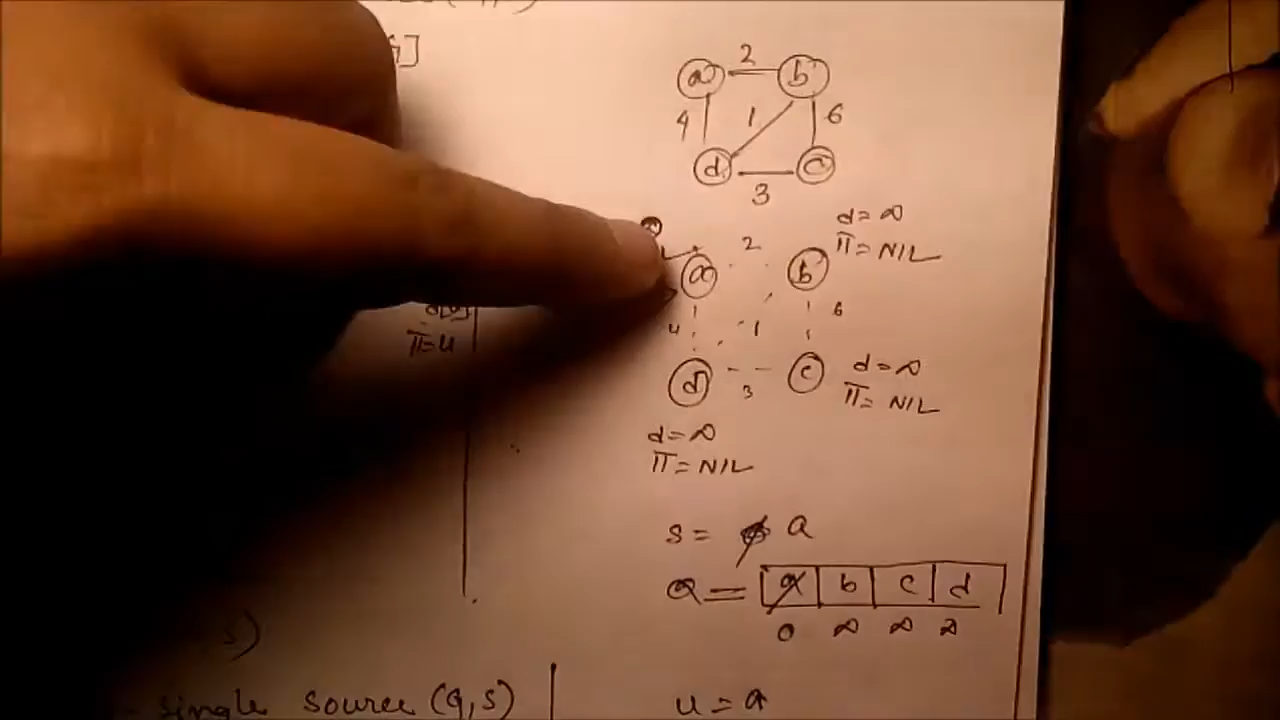 a 2 b
4 1 6
d 3 c
d = ∞
π = NIL
a 2 b
4 1 6
d 3 c
d = ∞
π = NIL
d = ∞
π = NIL
π=u
S = ϕ a
Q = a b c d
0 ∞ ∞ ∞
s)
single source (G,s)
u = a